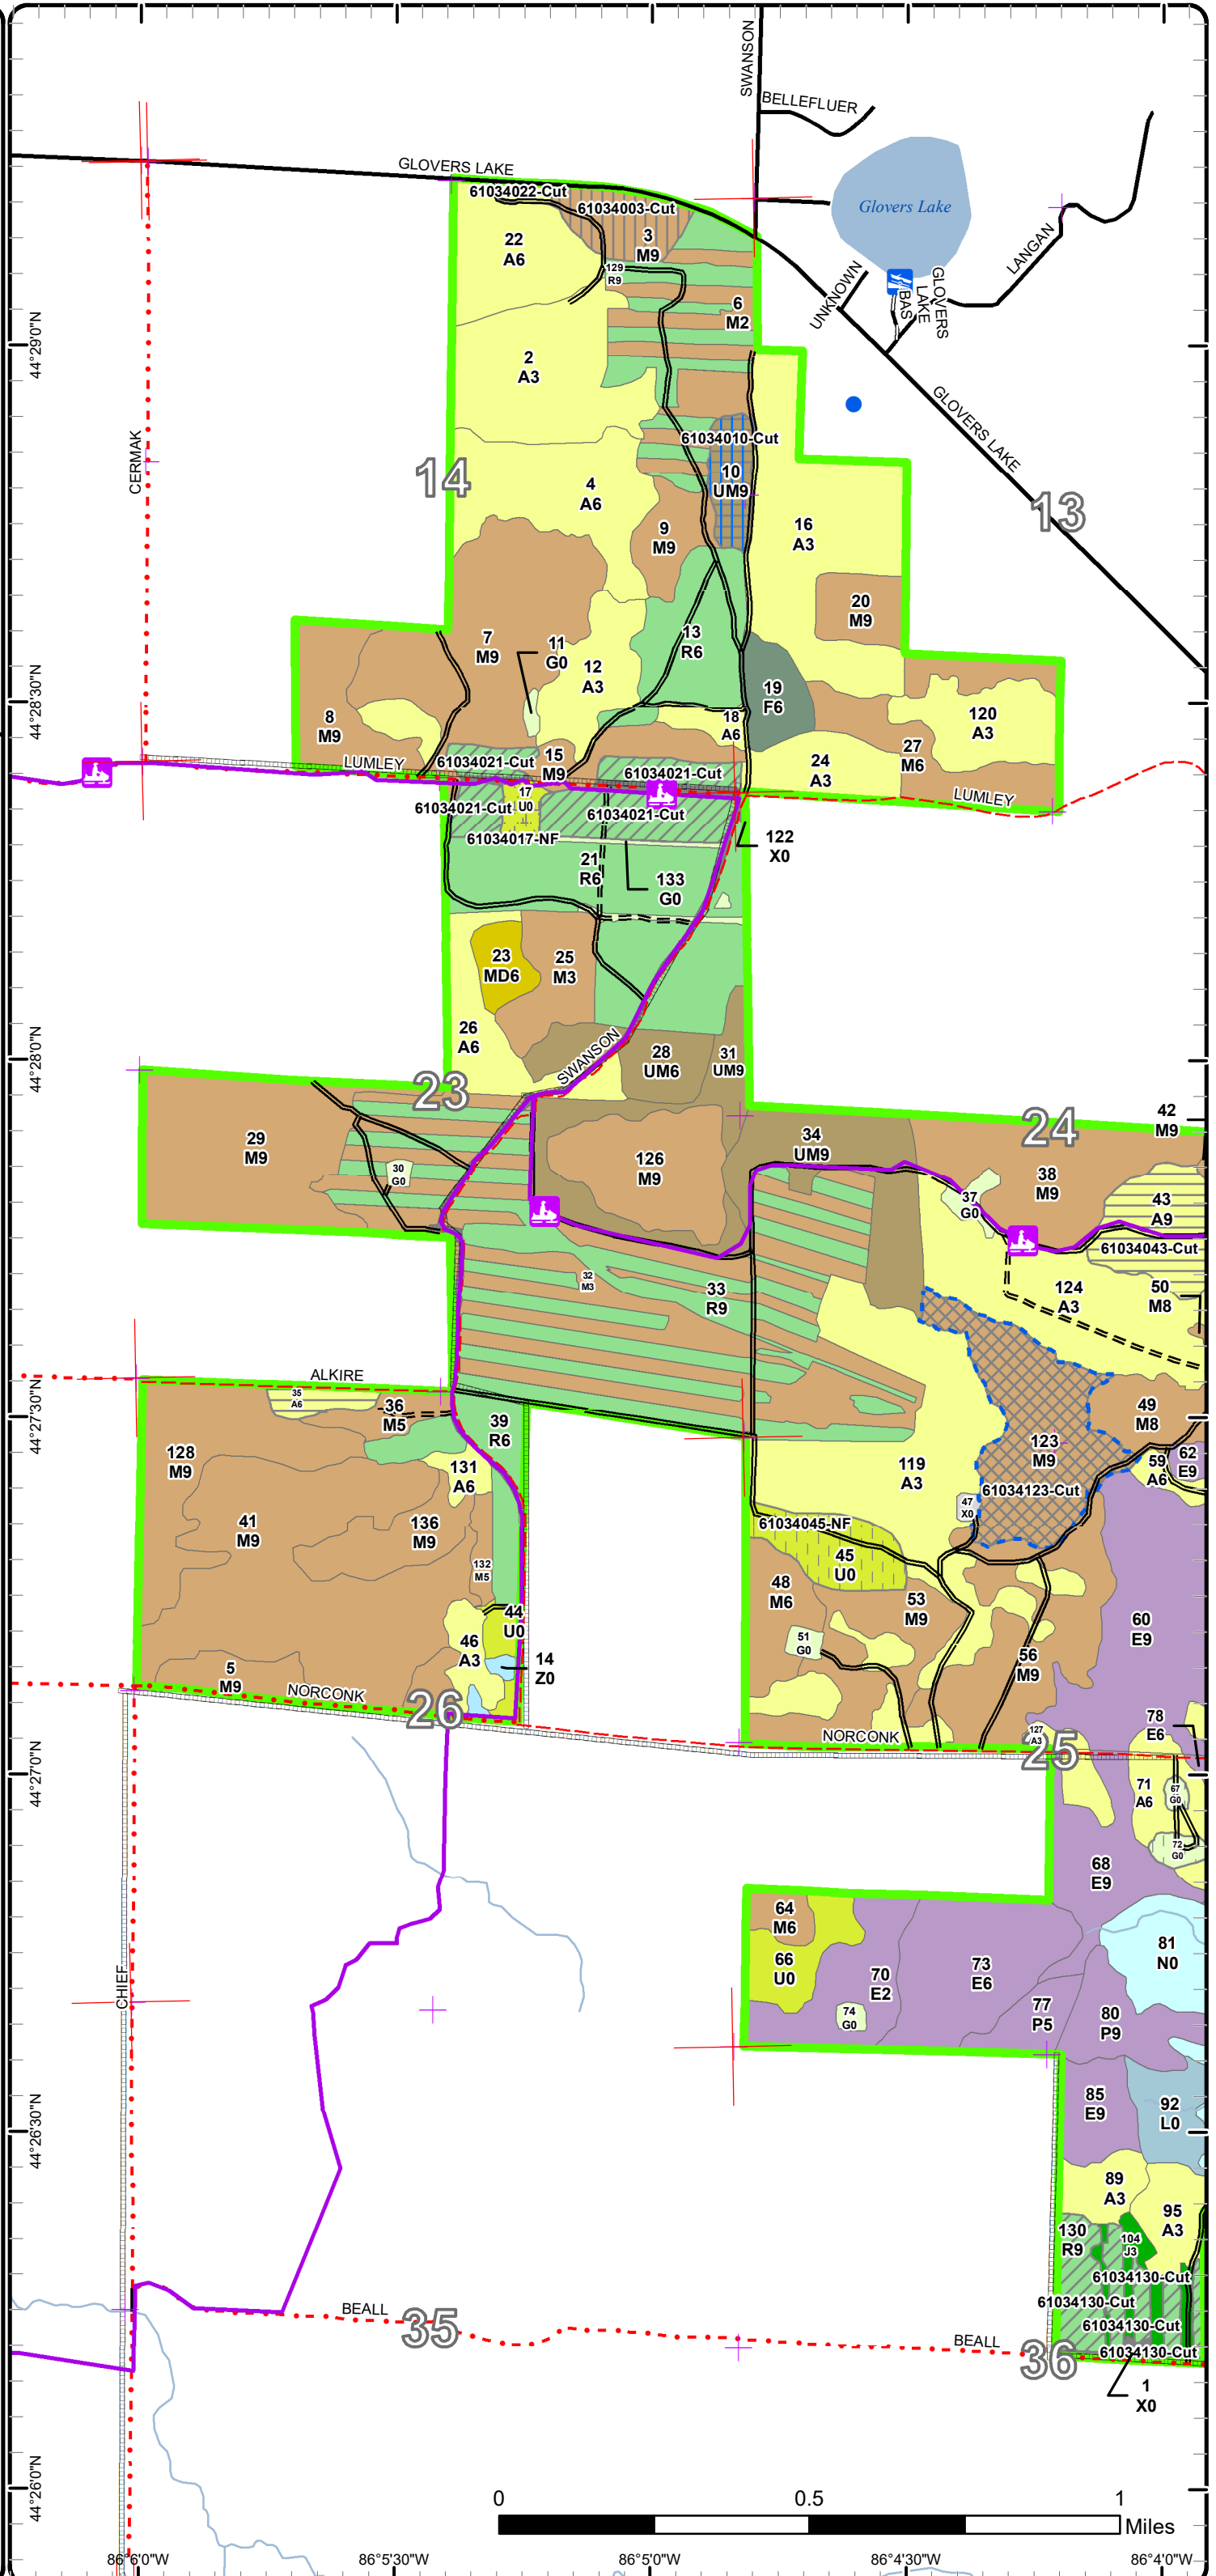 SWANSON
BELLEFLUER
GLOVERS LAKE
61034022-Cut
61034003-Cut
Glovers Lake
22
A6
3
M9
129
R9
LANGAN
UNKNOWN
BAS
GLOVERS
LAKE
6
M2
44°29'0"N
2
A3
GLOVERS LAKE
61034010-Cut
CERMAK
14
4
A6
10
UM9
13
16
A3
9
M9
20
M9
7
M9
11
G0
12
A3
13
R6
19
F6
44°28'30"N
8
M9
18
A6
120
A3
27
M6
LUMLEY
61034021-Cut
15
M9
61034021-Cut
24
A3
LUMLEY
17
U0
61034021-Cut
61034021-Cut
61034017-NF
122
X0
21
R6
133
G0
23
MD6
25
M3
26
A6
SWANSON
28
UM6
31
UM9
44°28'0"N
23
24
42
M9
29
M9
30
G0
126
M9
34
UM9
38
M9
37
G0
43
A9
61034043-Cut
32
M3
33
R9
124
A3
50
M8
ALKIRE
35
A6
36
M5
39
R6
44°27'30"N
49
M8
128
M9
131
A6
119
A3
123
M9
62
E9
59
A6
61034123-Cut
47
X0
41
M9
136
M9
61034045-NF
132
M5
45
U0
48
M6
53
M9
44
U0
60
E9
46
A3
51
G0
14
Z0
56
M9
5
M9
NORCONK
26
NORCONK
127
A3
25
78
E6
44°27'0"N
71
A6
67
G0
72
G0
68
E9
64
M6
66
U0
70
E2
73
E6
81
N0
CHIEF
74
G0
77
P5
80
P9
85
E9
92
L0
44°26'30"N
89
A3
95
A3
130
R9
104
J3
61034130-Cut
61034130-Cut
61034130-Cut
61034130-Cut
BEALL
35
BEALL
36
1
X0
44°26'0"N
0
0.5
1
Miles
86°6'0"W
86°5'30"W
86°5'0"W
86°4'30"W
86°4'0"W